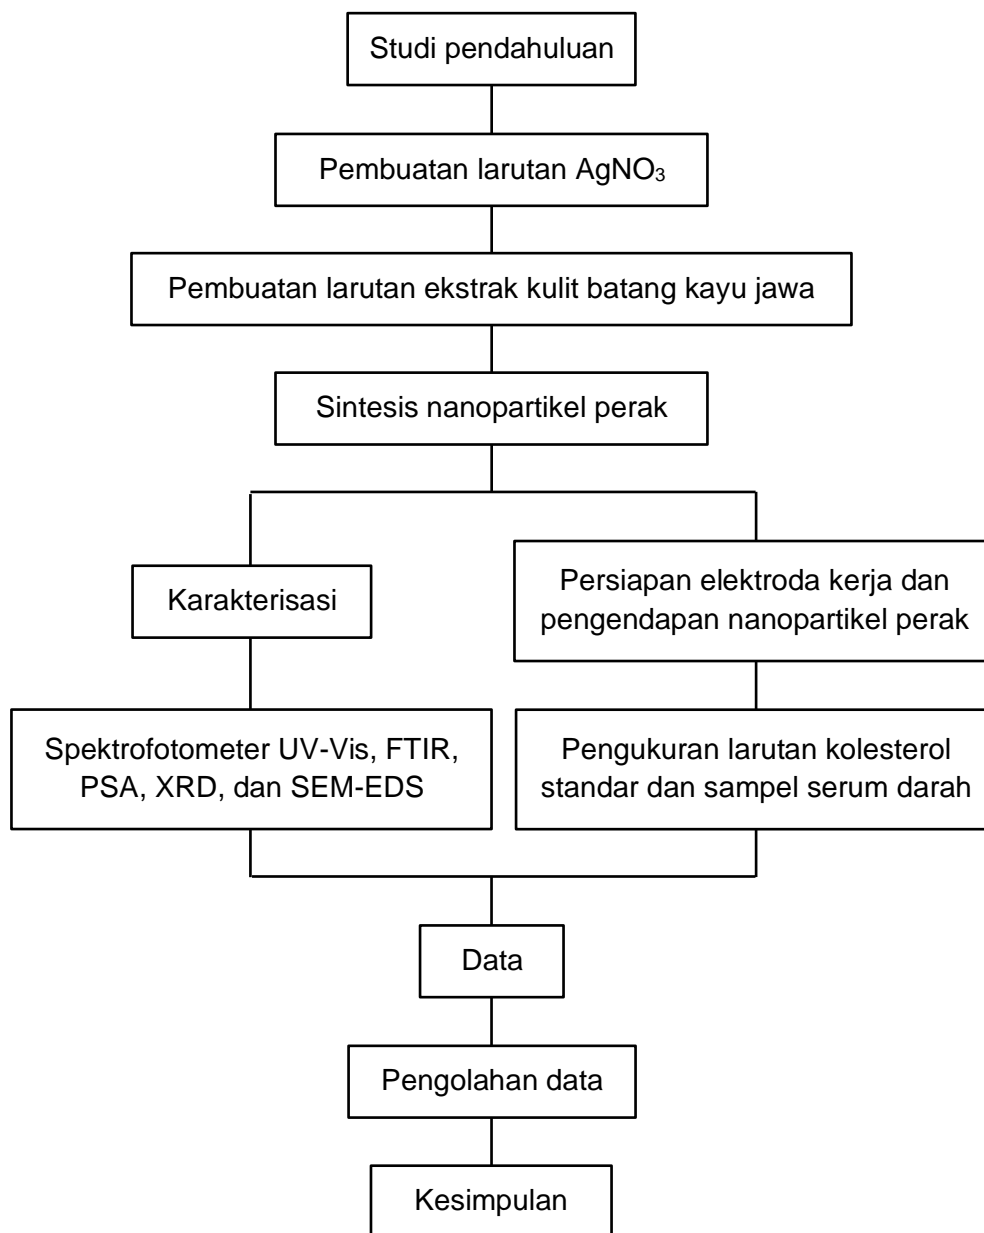 Studi pendahuluan
Pembuatan larutan AgNO₃
Pembuatan larutan ekstrak kulit batang kayu jawa
Sintesis nanopartikel perak
Karakterisasi
Persiapan elektroda kerja dan
pengendapan nanopartikel perak
Spektrofotometer UV-Vis, FTIR,
PSA, XRD, dan SEM-EDS
Pengukuran larutan kolesterol
standar dan sampel serum darah
Data
Pengolahan data
Kesimpulan